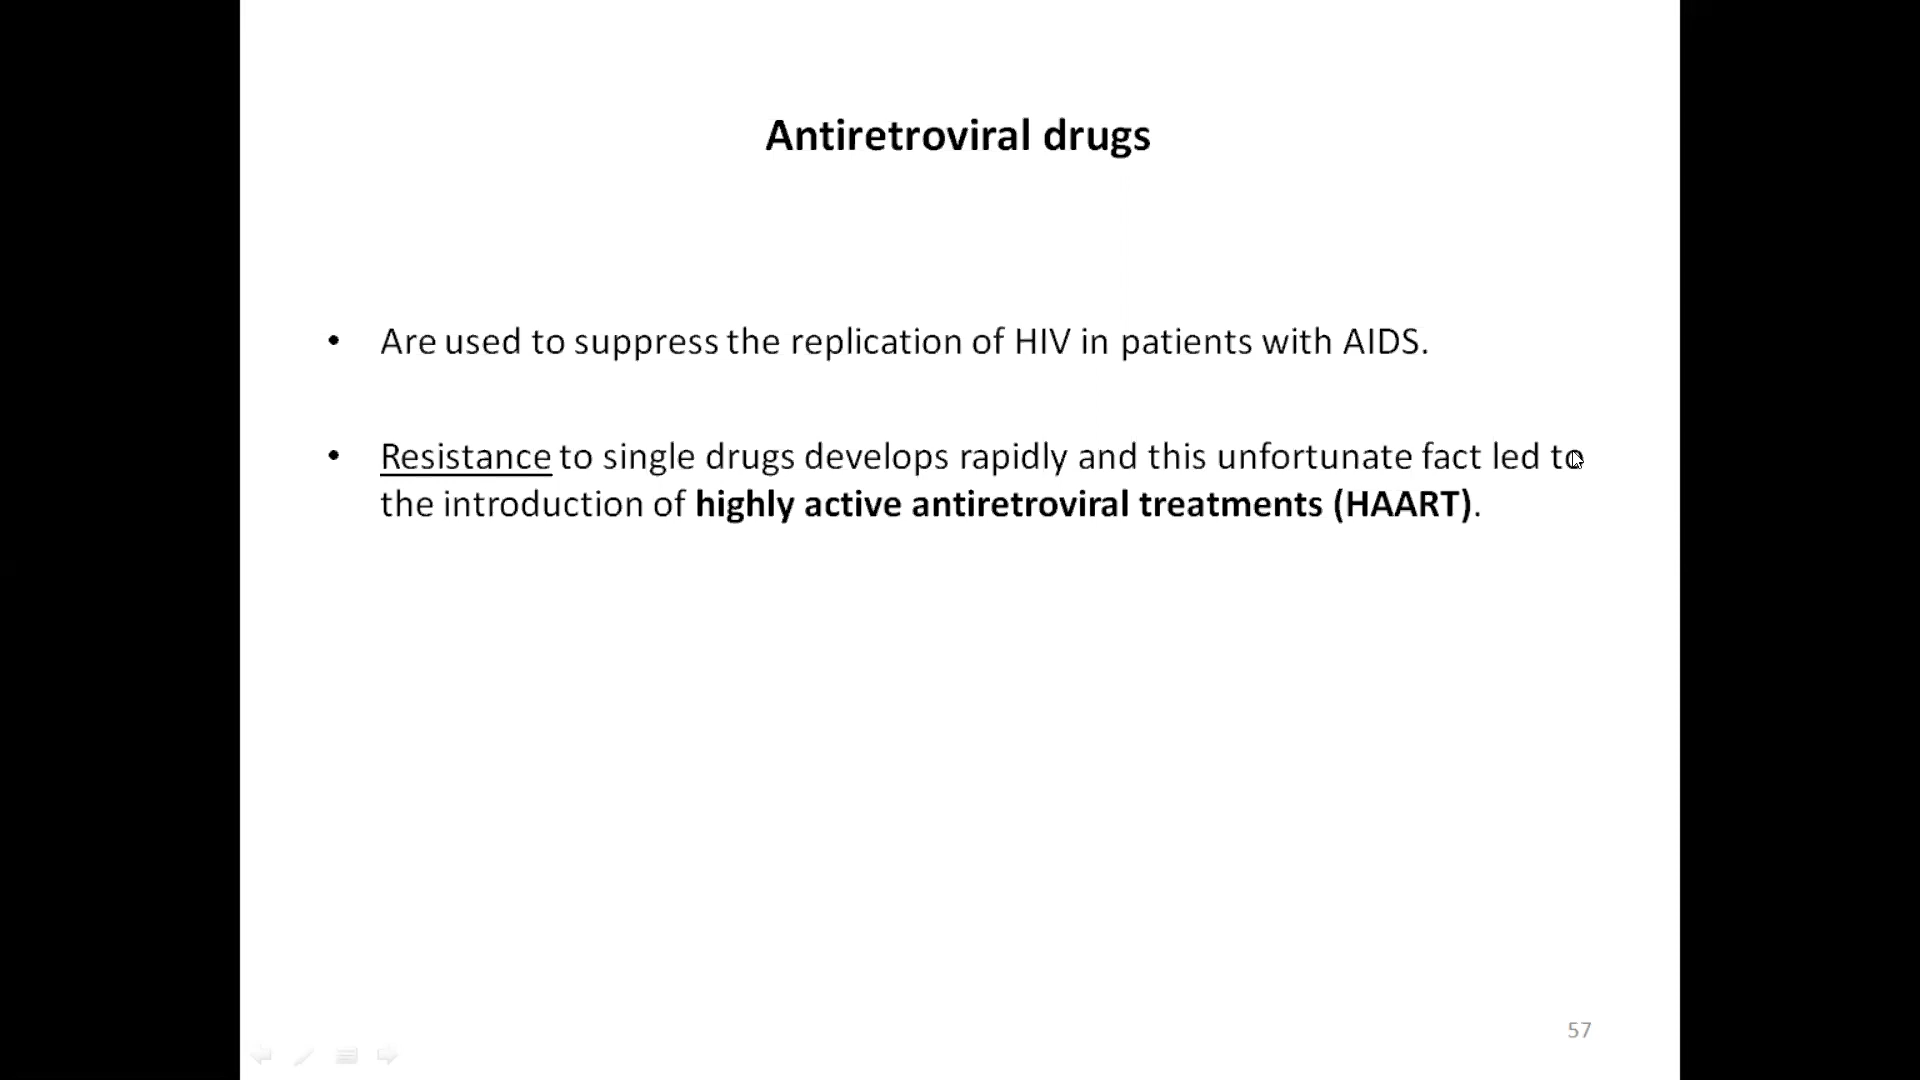 Antiretroviral drugs
• Are used to suppress the replication of HIV in patients with AIDS.
• Resistance to single drugs develops rapidly and this unfortunate fact led to
the introduction of highly active antiretroviral treatments (HAART).
57